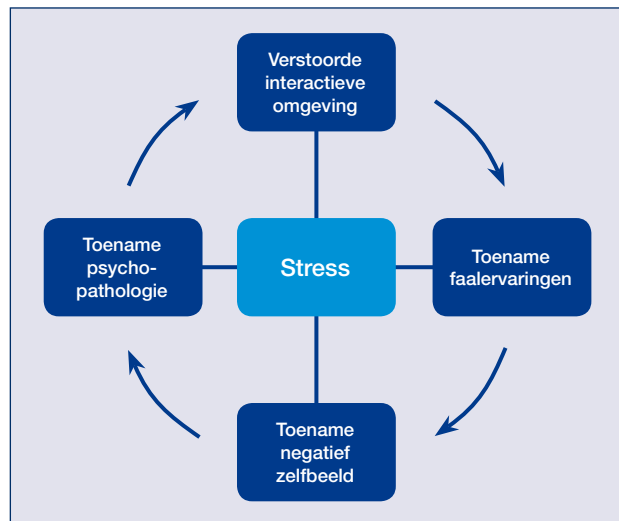 Verstoorde
interactieve
omgeving
Toename
psycho-
pathologie
Stress
Toename
faalervaringen
Toename
negatief
zelfbeeld